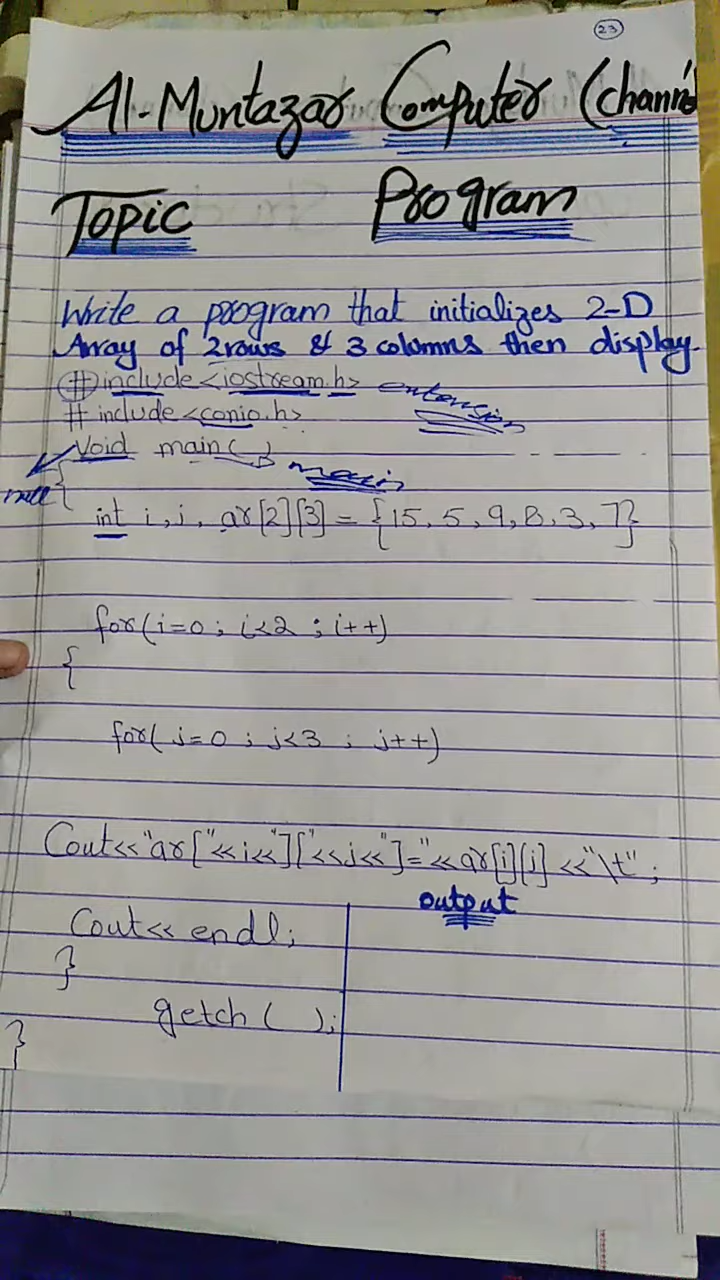 23
Al-Muntazar Computer (channel
Topic Program
Write a program that initializes 2-D
Array of 2 rows & 3 columns then display.
#include<iostream.h> extension
#include<conio.h>
Void main( )
{ main
int i, j, ar[2][3] = {15, 5, 9, 8, 3, 7}
for(i=0 ; i<2 ; i++)
{
for( j=0 ; j<3 ; j++)
Cout<<"ar["<<i<<"]["<<j<<"]="<<ar[i][j] <<"\t" ;
output
Cout<< endl;
}
getch ( );
}